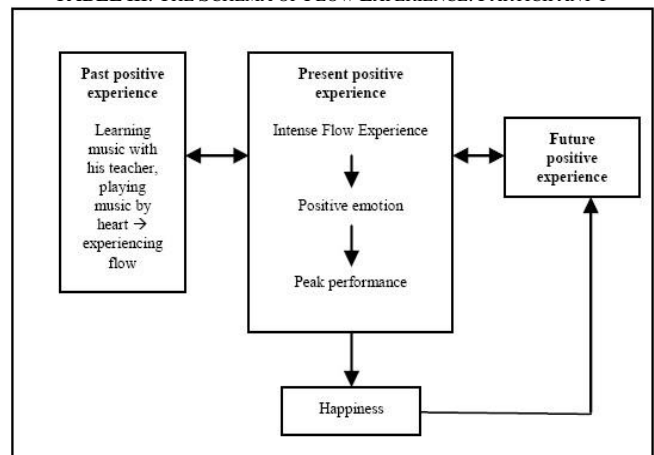 Past positive
experience
Learning
music with
his teacher,
playing
music by
heart →
experiencing
flow
Present positive
experience
Intense Flow Experience
Positive emotion
Peak performance
Future
positive
experience
Happiness